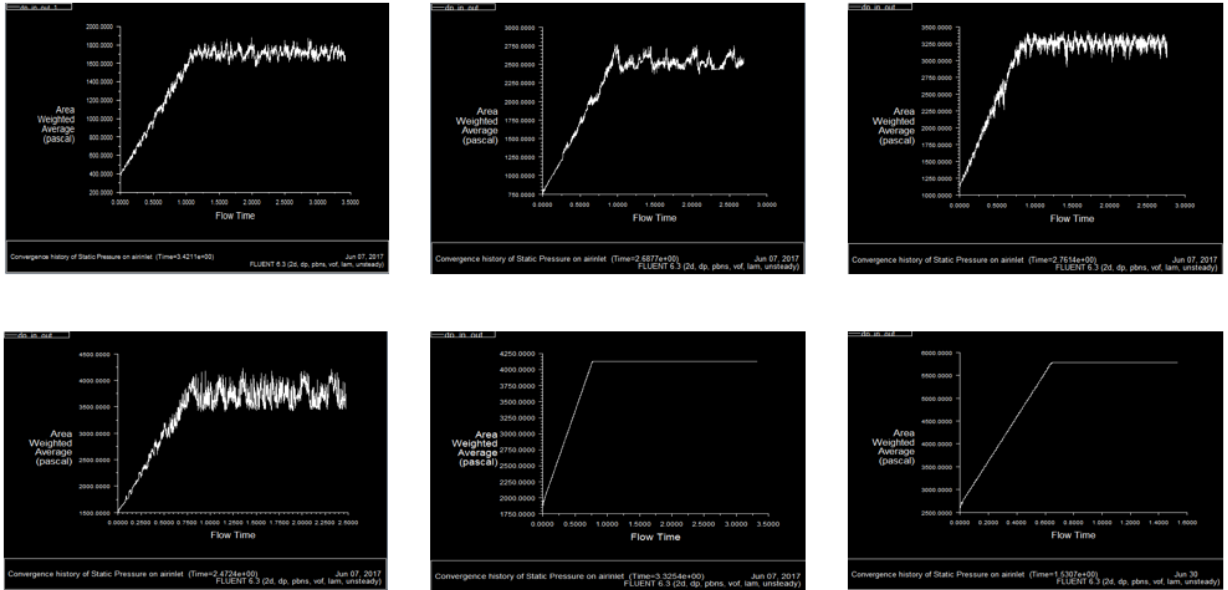 dp_in_out_1
2000.0000
1800.0000
1600.0000
1400.0000
1200.0000
1000.0000
800.0000
600.0000
400.0000
200.0000
Area
Weighted
Average
(pascal)
0.0000 0.5000 1.0000 1.5000 2.0000 2.5000 3.0000 3.5000
Flow Time
Convergence history of Static Pressure on airinlet (Time=3.4211e+00) Jun 07, 2017
FLUENT 6.3 (2d, dp, pbns, vof, lam, unsteady)
dp_in_out
3000.0000
2750.0000
2500.0000
2250.0000
2000.0000
1750.0000
1500.0000
1250.0000
1000.0000
750.0000
Area
Weighted
Average
(pascal)
0.0000 0.5000 1.0000 1.5000 2.0000 2.5000 3.0000
Flow Time
Convergence history of Static Pressure on airinlet (Time=2.6877e+00) Jun 07, 2017
FLUENT 6.3 (2d, dp, pbns, vof, lam, unsteady)
dp_in_out
3500.0000
3250.0000
3000.0000
2750.0000
2500.0000
2250.0000
2000.0000
1750.0000
1500.0000
1250.0000
1000.0000
Area
Weighted
Average
(pascal)
0.0000 0.5000 1.0000 1.5000 2.0000 2.5000 3.0000
Flow Time
Convergence history of Static Pressure on airinlet (Time=2.7614e+00) Jun 07, 2017
FLUENT 6.3 (2d, dp, pbns, vof, lam, unsteady)
dp_in_out
4500.0000
4000.0000
3500.0000
3000.0000
2500.0000
2000.0000
1500.0000
Area
Weighted
Average
(pascal)
0.0000 0.2500 0.5000 0.7500 1.0000 1.2500 1.5000 1.7500 2.0000 2.2500 2.5000
Flow Time
Convergence history of Static Pressure on airinlet (Time=2.4724e+00) Jun 07, 2017
FLUENT 6.3 (2d, dp, pbns, vof, lam, unsteady)
dp_in_out
4250.0000
4000.0000
3750.0000
3500.0000
3250.0000
3000.0000
2750.0000
2500.0000
2250.0000
2000.0000
1750.0000
Area
Weighted
Average
(pascal)
0.0000 0.5000 1.0000 1.5000 2.0000 2.5000 3.0000 3.5000
Flow Time
Convergence history of Static Pressure on airinlet (Time=3.3254e+00) Jun 07, 2017
FLUENT 6.3 (2d, dp, pbns, vof, lam, unsteady)
dp_in_out
6000.0000
5500.0000
5000.0000
4500.0000
4000.0000
3500.0000
3000.0000
2500.0000
Area
Weighted
Average
(pascal)
0.0000 0.2000 0.4000 0.6000 0.8000 1.0000 1.2000 1.4000 1.6000
Flow Time
Convergence history of Static Pressure on airinlet (Time=1.5307e+00) Jun 30
FLUENT 6.3 (2d, dp, pbns, vof, lam, unsteady)